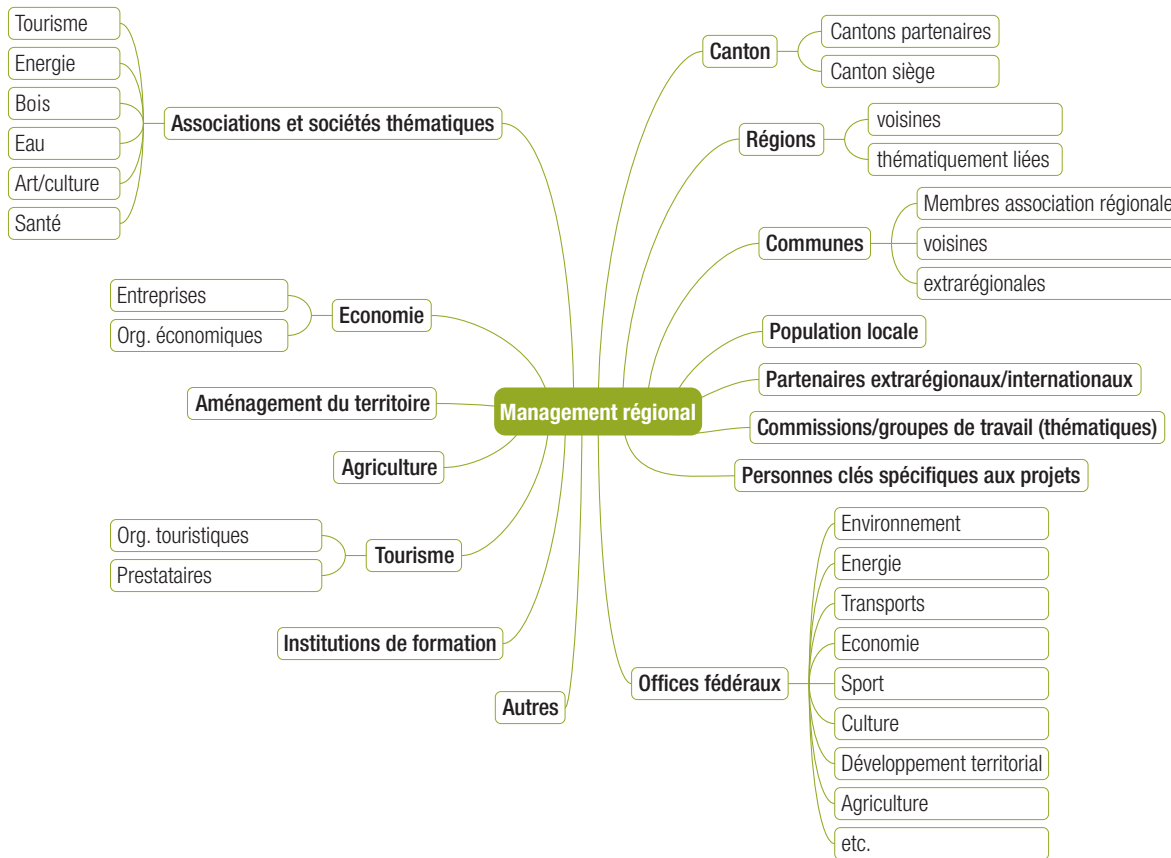 Tourisme
Energie
Bois
Eau
Art/culture
Santé
Associations et sociétés thématiques
Entreprises
Org. économiques
Economie
Aménagement du territoire
Agriculture
Org. touristiques
Prestataires
Tourisme
Institutions de formation
Autres
Management régional
Canton
Cantons partenaires
Canton siège
Régions
voisines
thématiquement liées
Communes
Membres association régionale
voisines
extrarégionales
Population locale
Partenaires extrarégionaux/internationaux
Commissions/groupes de travail (thématiques)
Personnes clés spécifiques aux projets
Offices fédéraux
Environnement
Energie
Transports
Economie
Sport
Culture
Développement territorial
Agriculture
etc.